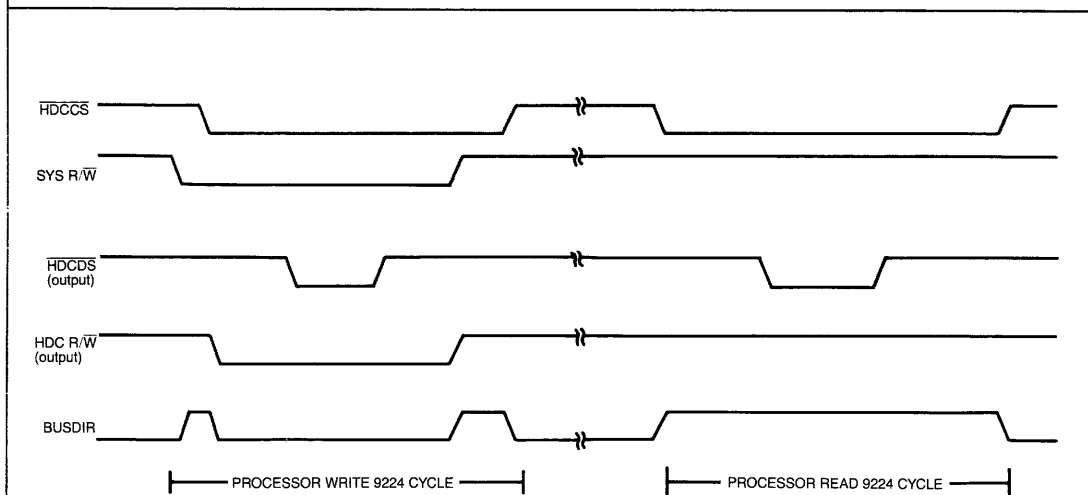 HDCCS
SYS R/W̅
HDCDS
(output)
HDC R/W̅
(output)
BUSDIR
PROCESSOR WRITE 9224 CYCLE
PROCESSOR READ 9224 CYCLE